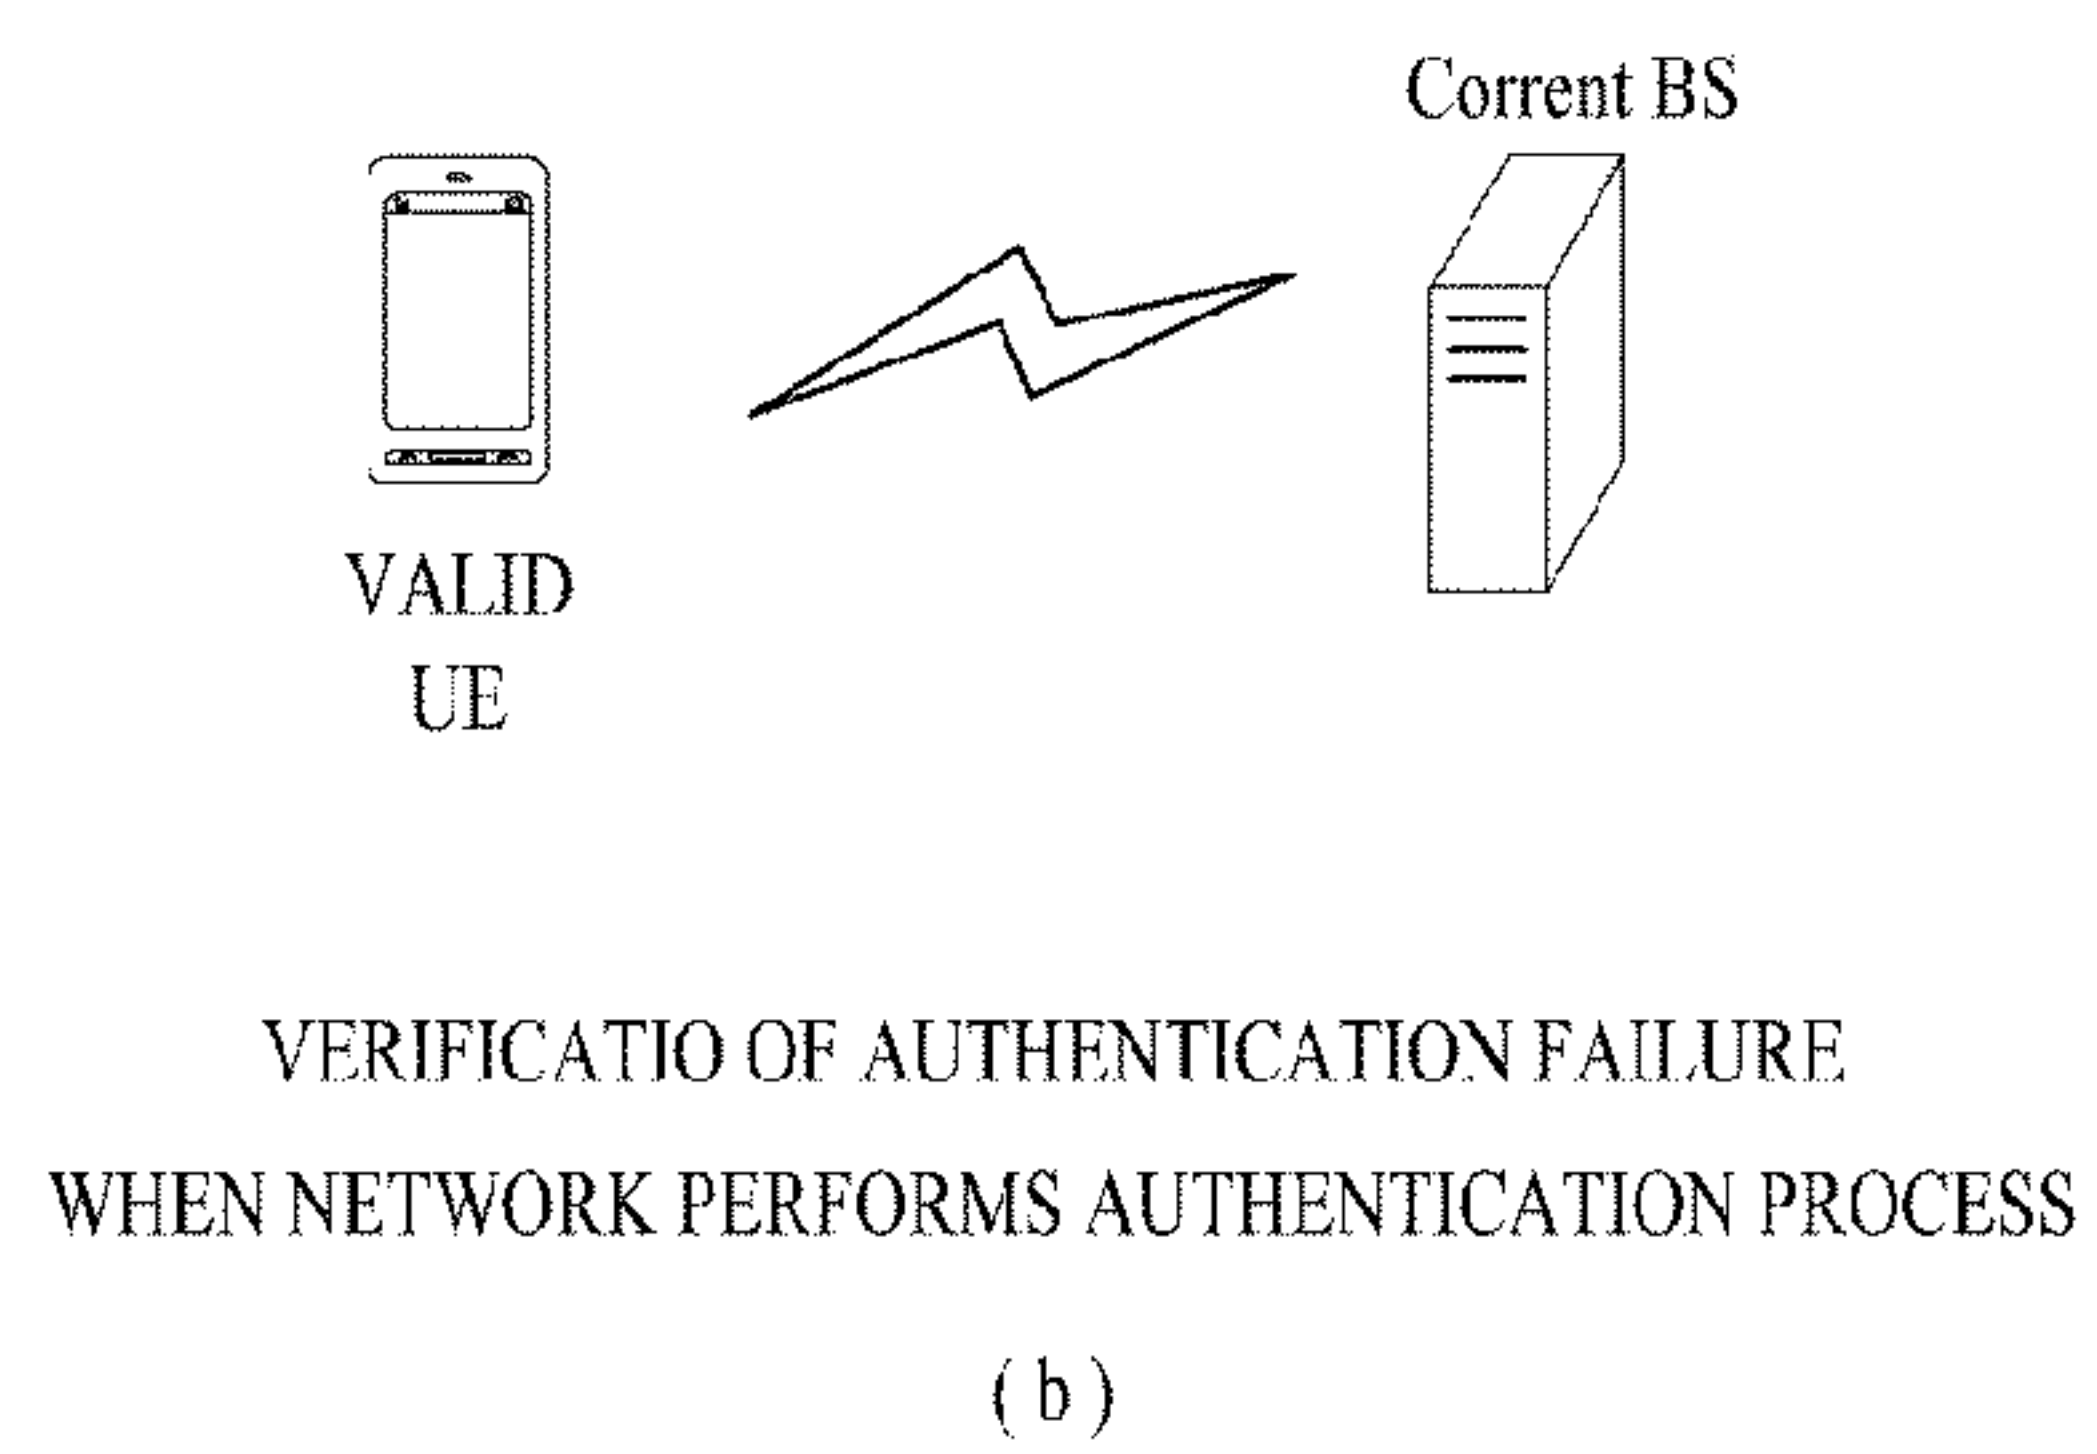 Corrent BS
VALID
UE
VERIFICATIO OF AUTHENTICATION FAILURE
WHEN NETWORK PERFORMS AUTHENTICATION PROCESS
( b )